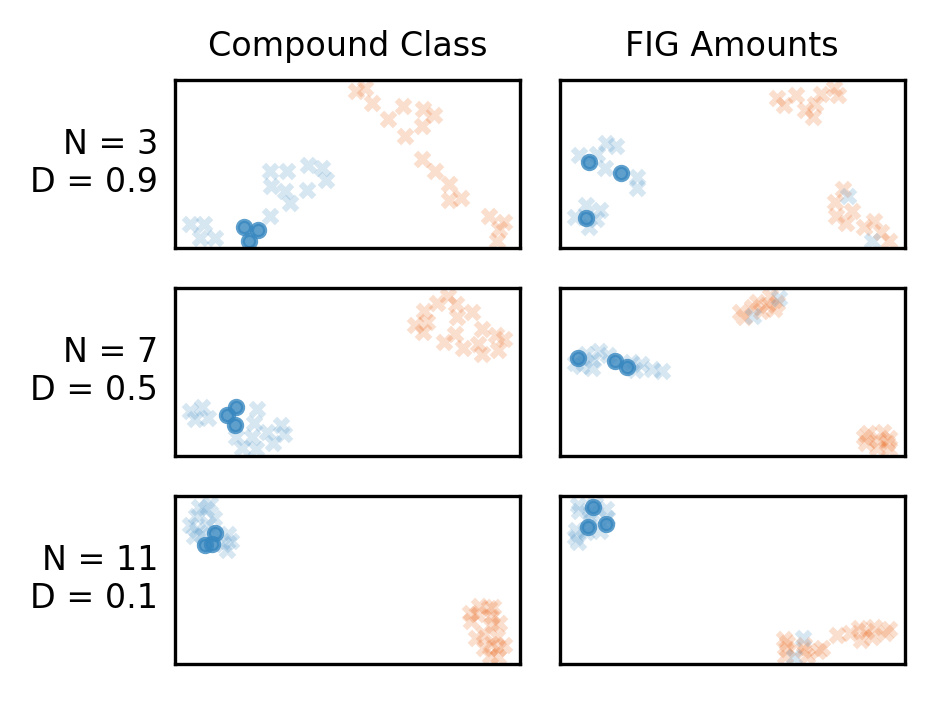 Compound Class
FIG Amounts
N = 3
D = 0.9
N = 7
D = 0.5
N = 11
D = 0.1